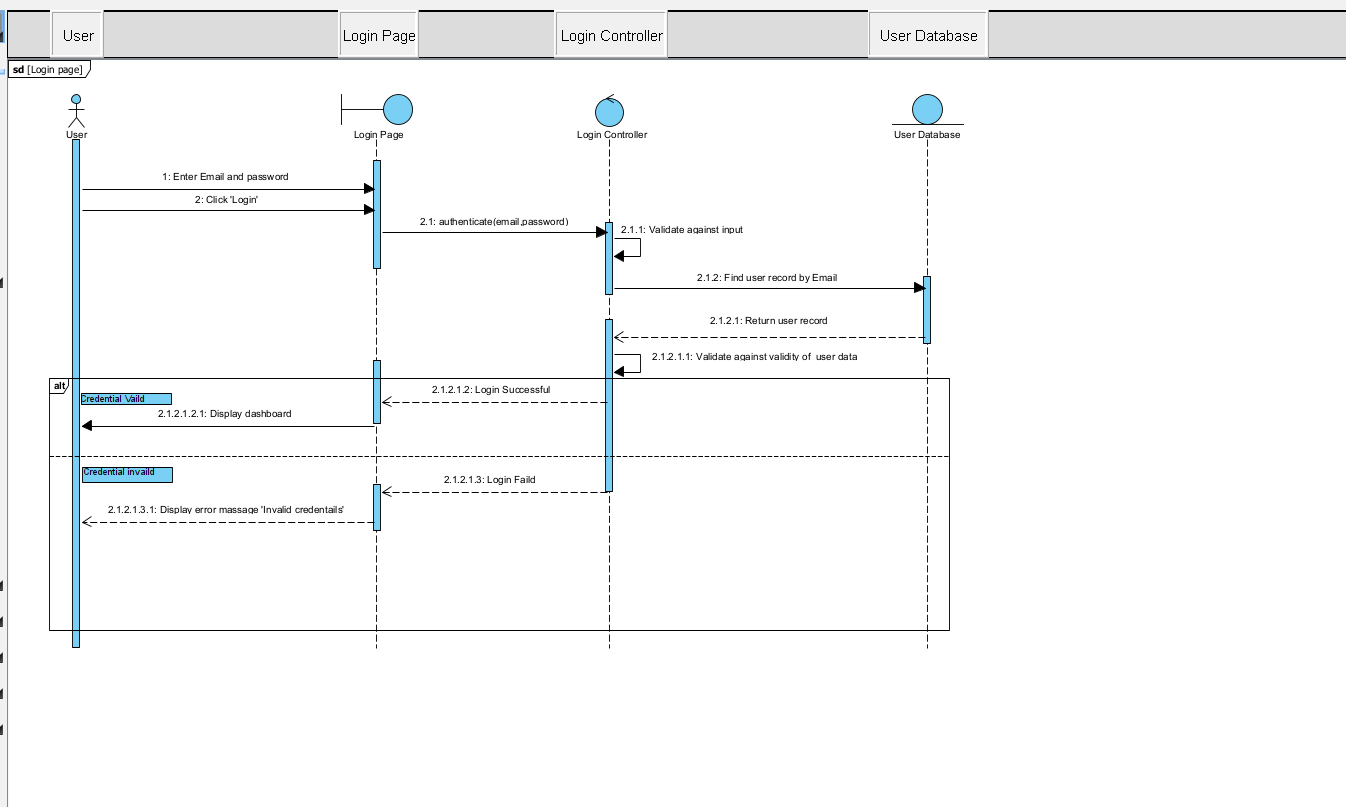 User
Login Page
Login Controller
User Database
sd [Login page]
User
Login Page
Login Controller
User Database
1: Enter Email and password
2: Click 'Login'
2.1: authenticate(email,password)
2.1.1: Validate against input
2.1.2: Find user record by Email
2.1.2.1: Return user record
2.1.2.1.1: Validate against validity of user data
alt
2.1.2.1.2: Login Successful
Credential Vaild
2.1.2.1.2.1: Display dashboard
Credential invaild
2.1.2.1.3: Login Faild
2.1.2.1.3.1: Display error massage 'Invalid credentails'